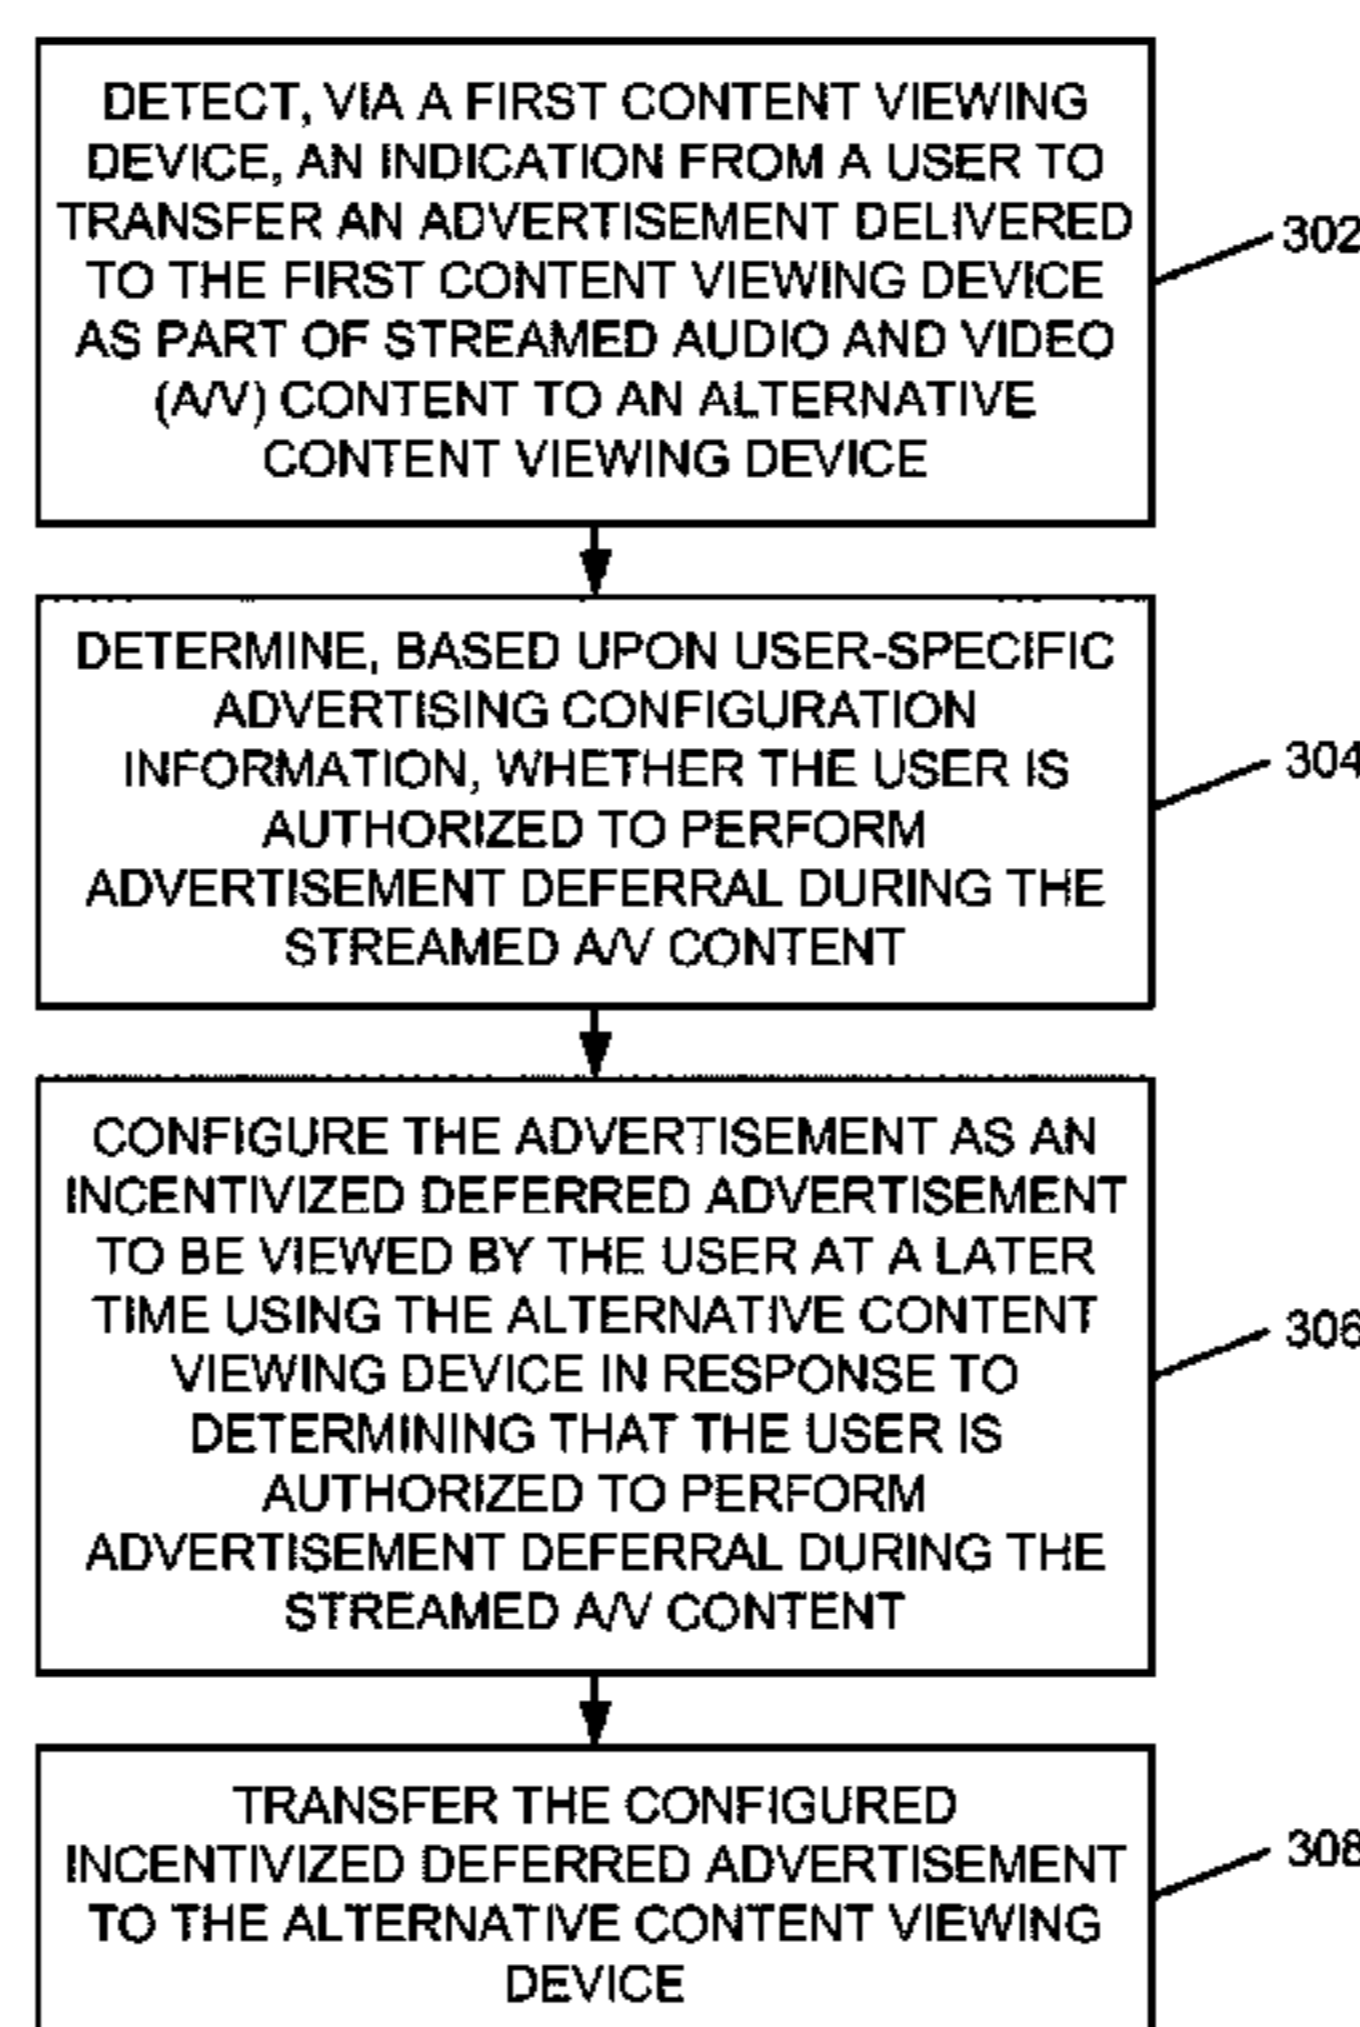 DETECT, VIA A FIRST CONTENT VIEWING
DEVICE, AN INDICATION FROM A USER TO
TRANSFER AN ADVERTISEMENT DELIVERED
TO THE FIRST CONTENT VIEWING DEVICE
AS PART OF STREAMED AUDIO AND VIDEO
(A/V) CONTENT TO AN ALTERNATIVE
CONTENT VIEWING DEVICE
302
DETERMINE, BASED UPON USER-SPECIFIC
ADVERTISING CONFIGURATION
INFORMATION, WHETHER THE USER IS
AUTHORIZED TO PERFORM
ADVERTISEMENT DEFERRAL DURING THE
STREAMED A/V CONTENT
304
CONFIGURE THE ADVERTISEMENT AS AN
INCENTIVIZED DEFERRED ADVERTISEMENT
TO BE VIEWED BY THE USER AT A LATER
TIME USING THE ALTERNATIVE CONTENT
VIEWING DEVICE IN RESPONSE TO
DETERMINING THAT THE USER IS
AUTHORIZED TO PERFORM
ADVERTISEMENT DEFERRAL DURING THE
STREAMED A/V CONTENT
306
TRANSFER THE CONFIGURED
INCENTIVIZED DEFERRED ADVERTISEMENT
TO THE ALTERNATIVE CONTENT VIEWING
DEVICE
308